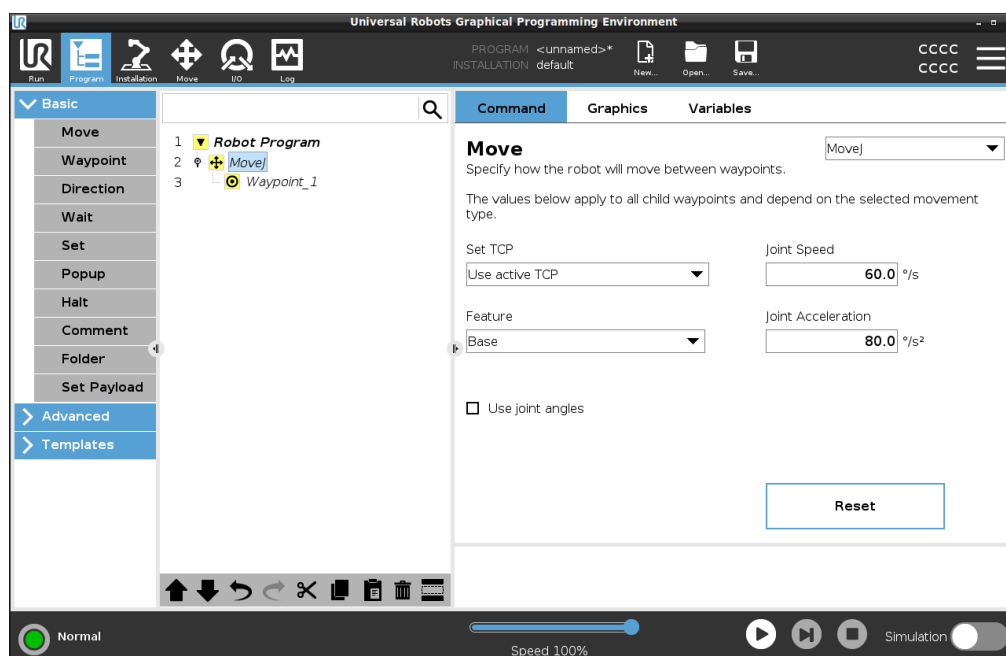 Universal Robots Graphical Programming Environment
UR
Run
Program
Installation
Move
I/O
Log
PROGRAM <unnamed>*
INSTALLATION default
New...
Open...
Save...
CCCC
CCCC
Basic
Move
Waypoint
Direction
Wait
Set
Popup
Halt
Comment
Folder
Set Payload
Advanced
Templates
1 Robot Program
2 MoveJ
3 Waypoint_1
Command Graphics Variables
Move
MoveJ
Specify how the robot will move between waypoints.
The values below apply to all child waypoints and depend on the selected movement
type.
Set TCP
Use active TCP
Joint Speed
60.0 °/s
Feature
Base
Joint Acceleration
80.0 °/s²
Use joint angles
Reset
Normal
Speed 100%
Simulation